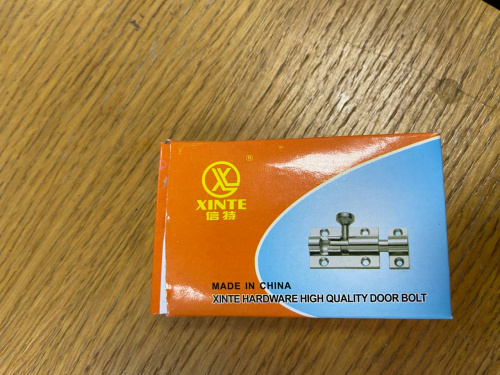 ®
XINTE
信特
MADE IN CHINA
XINTE HARDWARE HIGH QUALITY DOOR BOLT